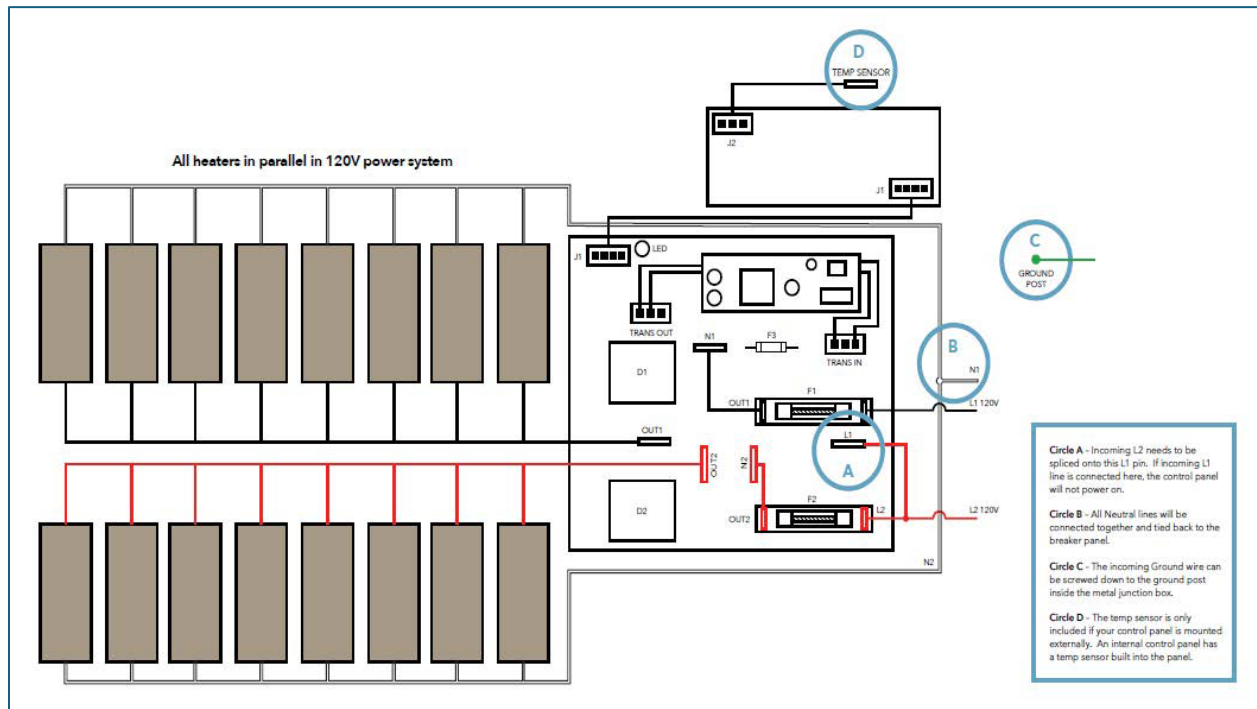 D
TEMP SENSOR
J2
All heaters in parallel in 120V power system
J1
C
GROUND
POST
J1
LED
TRANS OUT
N1
F3
TRANS IN
B
N1
D1
F1
OUT1
L1 120V
OUT1
L1
A
OUT2
N2
D2
F2
OUT2
L2
L2 120V
N2
Circle A - Incoming L2 needs to be
spliced onto this L1 pin. If incoming L1
line is connected here, the control panel
will not power on.
Circle B - All Neutral lines will be
connected together and tied back to the
breaker panel.
Circle C - The incoming Ground wire can
be screwed down to the ground post
inside the metal junction box.
Circle D - The temp sensor is only
included if your control panel is mounted
externally. An internal control panel has
a temp sensor built into the panel.